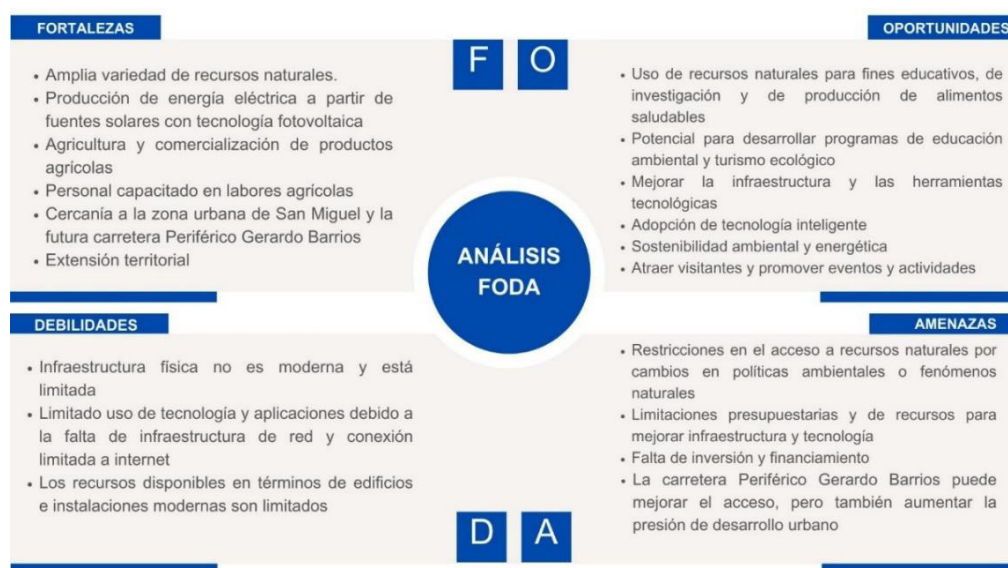 FORTALEZAS
• Amplia variedad de recursos naturales.
• Producción de energía eléctrica a partir de
fuentes solares con tecnología fotovoltaica
• Agricultura y comercialización de productos
agrícolas
• Personal capacitado en labores agrícolas
• Cercanía a la zona urbana de San Miguel y la
futura carretera Periférico Gerardo Barrios
• Extensión territorial
F O
OPORTUNIDADES
• Uso de recursos naturales para fines educativos, de
investigación y de producción de alimentos
saludables
• Potencial para desarrollar programas de educación
ambiental y turismo ecológico
• Mejorar la infraestructura y las herramientas
tecnológicas
• Adopción de tecnología inteligente
• Sostenibilidad ambiental y energética
• Atraer visitantes y promover eventos y actividades
ANÁLISIS
FODA
DEBILIDADES
• Infraestructura física no es moderna y está
limitada
• Limitado uso de tecnología y aplicaciones debido a
la falta de infraestructura de red y conexión
limitada a internet
• Los recursos disponibles en términos de edificios
e instalaciones modernas son limitados
D A
AMENAZAS
• Restricciones en el acceso a recursos naturales por
cambios en políticas ambientales o fenómenos
naturales
• Limitaciones presupuestarias y de recursos para
mejorar infraestructura y tecnología
• Falta de inversión y financiamiento
• La carretera Periférico Gerardo Barrios puede
mejorar el acceso, pero también aumentar la
presión de desarrollo urbano